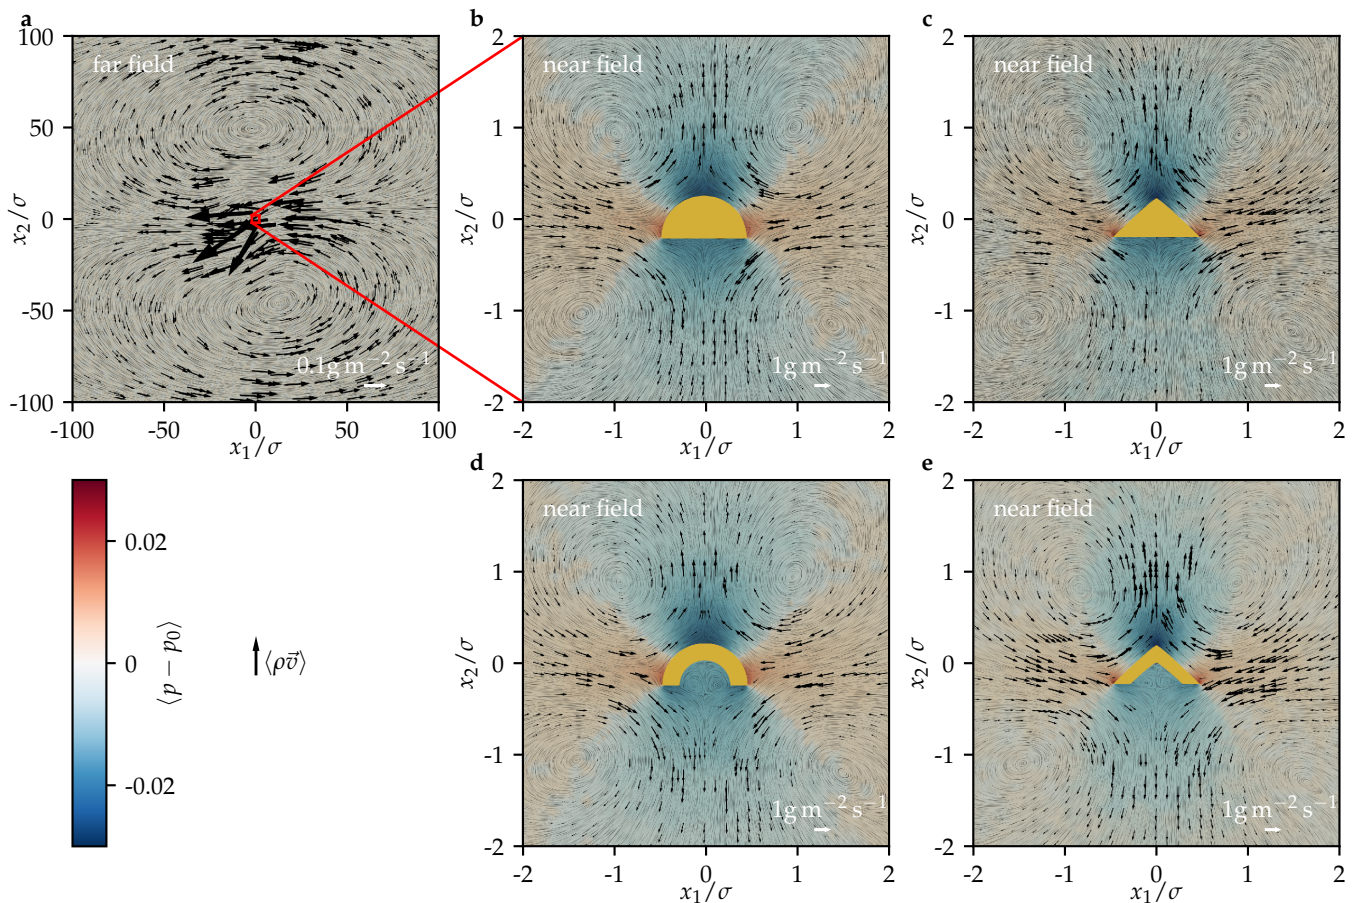 a
far field
100
50
0
-50
-100
x₂/σ
-100 -50 0 50 100
x₁/σ
0.1g m⁻² s⁻¹
b
near field
2
1
0
-1
-2
x₂/σ
-2 -1 0 1 2
x₁/σ
1g m⁻² s⁻¹
c
near field
2
1
0
-1
-2
x₂/σ
-2 -1 0 1 2
x₁/σ
1g m⁻² s⁻¹
0.02
0
-0.02
⟨p − p₀⟩
⟨ρv⃗⟩
d
near field
2
1
0
-1
-2
x₂/σ
-2 -1 0 1 2
x₁/σ
1g m⁻² s⁻¹
e
near field
2
1
0
-1
-2
x₂/σ
-2 -1 0 1 2
x₁/σ
1g m⁻² s⁻¹